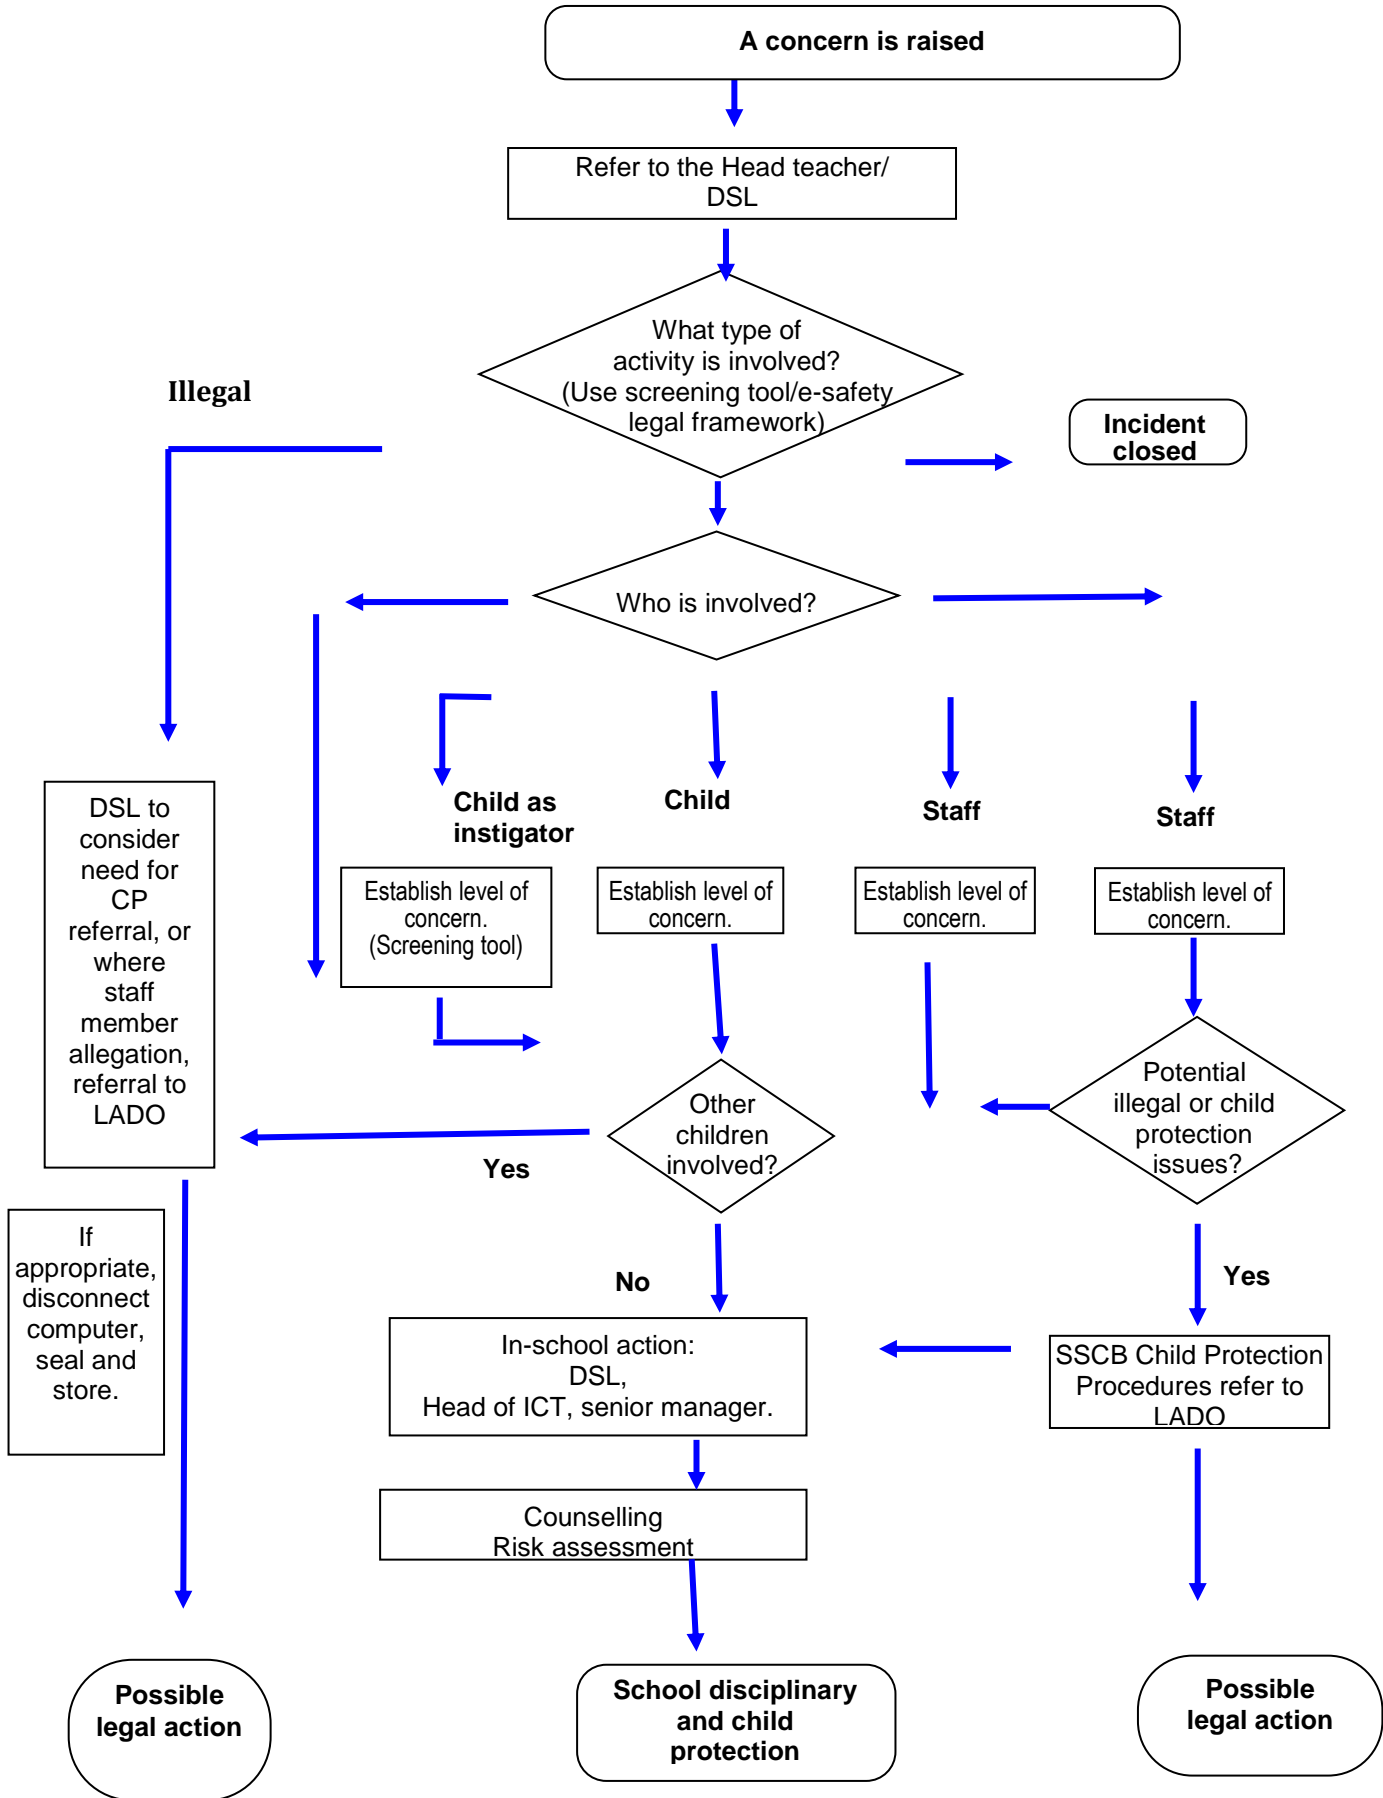 A concern is raised
Refer to the Head teacher/
DSL
What type of
activity is involved?
(Use screening tool/e-safety
legal framework)
Illegal
Incident
closed
Who is involved?
Child as
instigator
Child
Staff
Staff
DSL to
consider
need for
CP
referral, or
where
staff
member
allegation,
referral to
LADO
Establish level of
concern.
(Screening tool)
Establish level of
concern.
Establish level of
concern.
Establish level of
concern.
Other
children
involved?
Potential
illegal or child
protection
issues?
Yes
If
appropriate,
disconnect
computer,
seal and
store.
No
Yes
In-school action:
DSL,
Head of ICT, senior manager.
SSCB Child Protection
Procedures refer to
LADO
Counselling
Risk assessment
Possible
legal action
School disciplinary
and child
protection
Possible
legal action